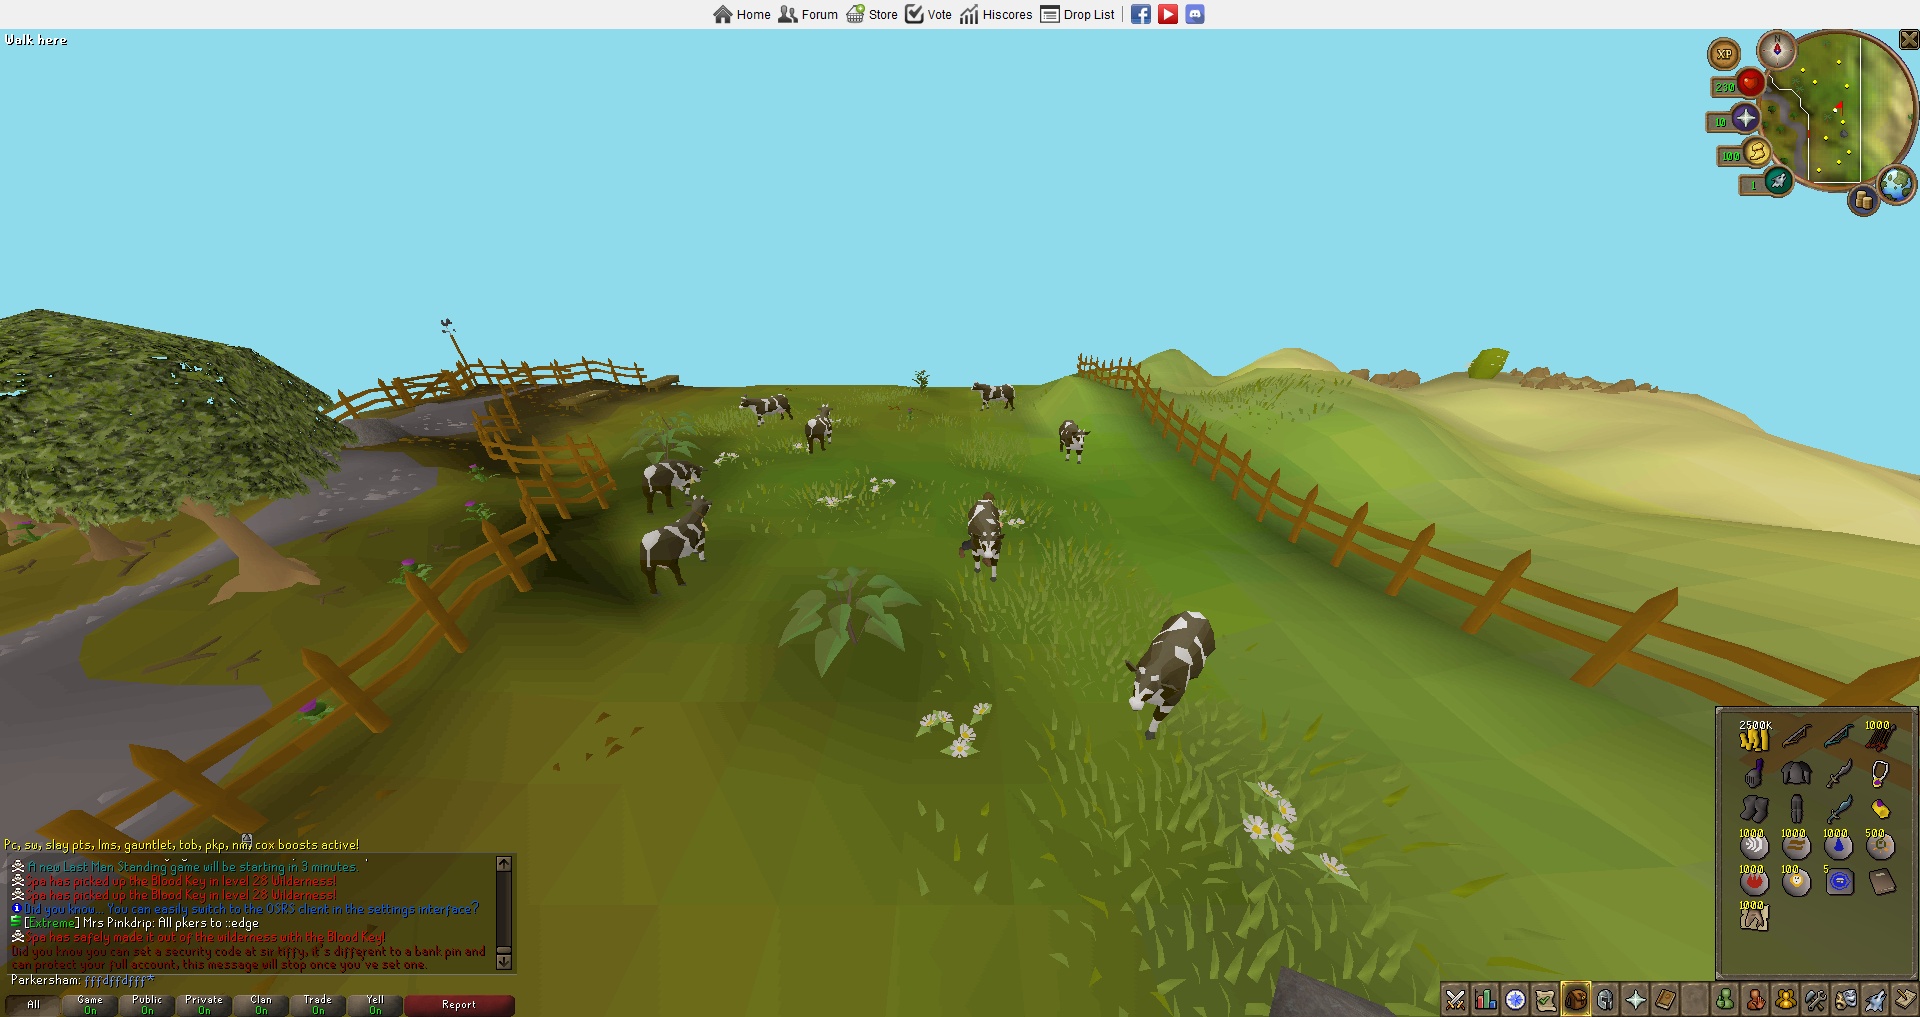 Home Forum Store Vote Hiscores Drop List
Walk here
XP
N
230
10
100
1
2500K 1000
1000 1000 1000 500
1000 100 5
1000
Pc, sw, slay pts, lms, gauntlet, tob, pkp, nm, cox boosts active!
A new Last Man Standing game will be starting in 3 minutes.
Spa has picked up the Blood Key in level 28 Wilderness!
Spa has picked up the Blood Key in level 28 Wilderness!
Did you know... You can easily switch to the OSRS client in the settings interface?
[Extreme] Mrs Pinkdrip: All pkers to ::edge
Spa has safely made it out of the wilderness with the Blood Key!
Did you know you can set a security code at sir tiffy, it's different to a bank pin and
can protect your full account, this message will stop once you've set one.
Parkersham: fffdffdfff*
All Game Public Private Clan Trade Yell Report
On On On On On On